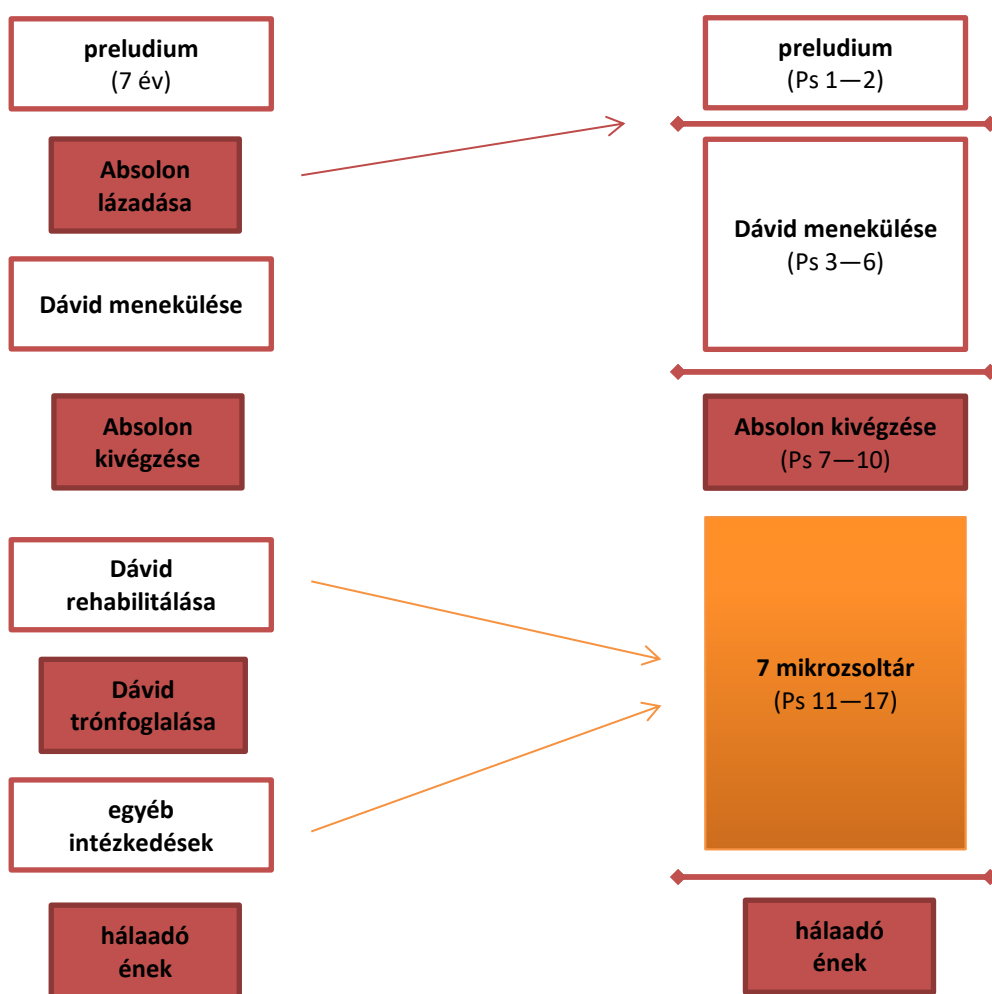 preludium
(7 év)
Absolon
lázadása
Dávid menekülése
Absolon
kivégzése
Dávid
rehabilitálása
Dávid
trónfoglalása
egyéb
intézkedések
hálaadó
ének
preludium
(Ps 1—2)
Dávid menekülése
(Ps 3—6)
Absolon kivégzése
(Ps 7—10)
7 mikrozsoltár
(Ps 11—17)
hálaadó
ének